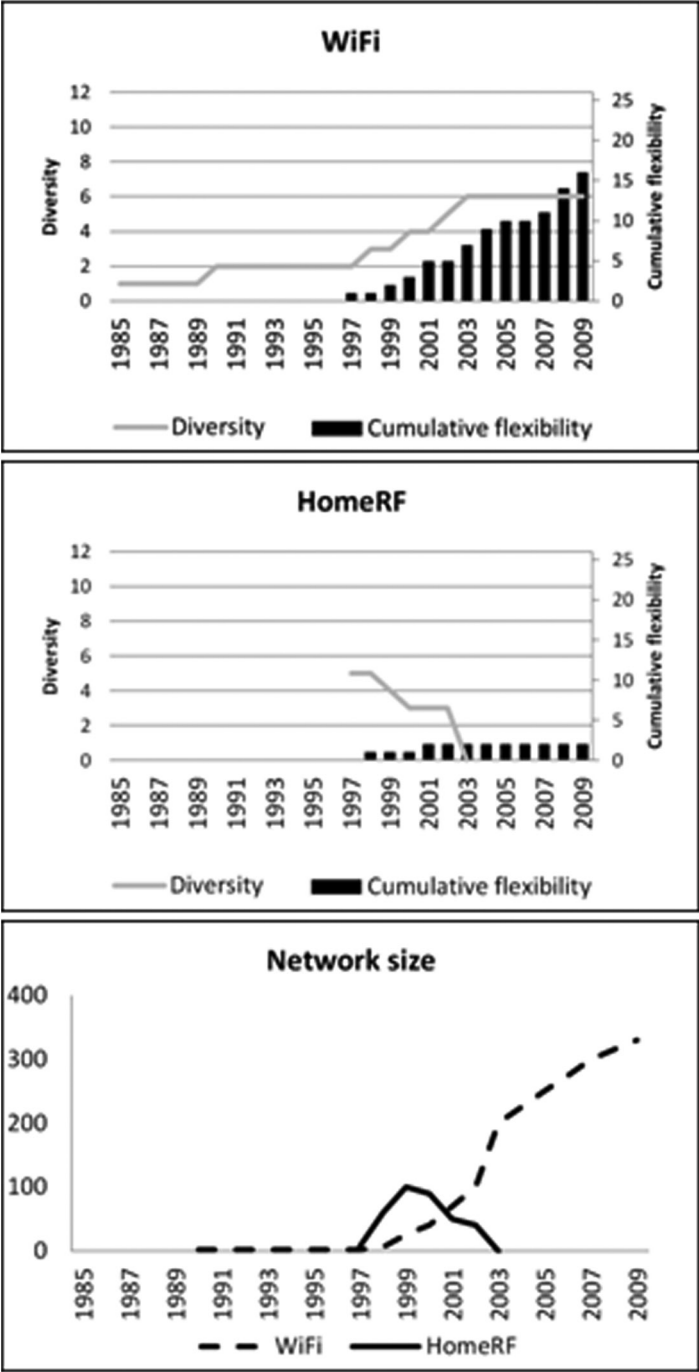 WiFi
12
10
8
6
4
2
0
Diversity
25
20
15
10
5
0
Cumulative flexibility
1985 1987 1989 1991 1993 1995 1997 1999 2001 2003 2005 2007 2009
Diversity Cumulative flexibility
HomeRF
12
10
8
6
4
2
0
Diversity
25
20
15
10
5
0
Cumulative flexibility
1985 1987 1989 1991 1993 1995 1997 1999 2001 2003 2005 2007 2009
Diversity Cumulative flexibility
Network size
400
300
200
100
0
1985 1987 1989 1991 1993 1995 1997 1999 2001 2003 2005 2007 2009
WiFi HomeRF